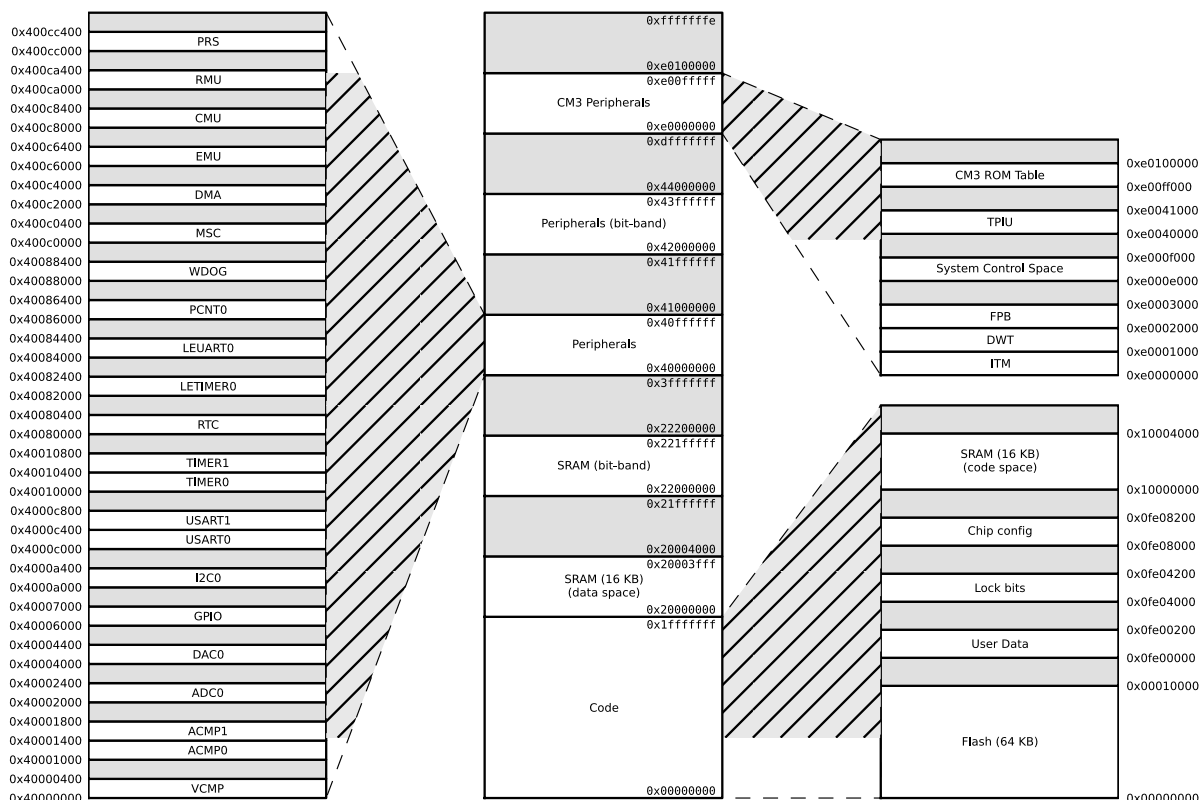 0x400cc400
PRS
0x400cc000
0x400ca400
RMU
0x400ca000
0x400c8400
CMU
0x400c8000
0x400c6400
EMU
0x400c6000
0x400c4000
DMA
0x400c2000
0x400c0400
MSC
0x400c0000
0x40088400
WDOG
0x40088000
0x40086400
PCNT0
0x40086000
0x40084400
LEUART0
0x40084000
0x40082400
LETIMER0
0x40082000
0x40080400
RTC
0x40080000
0x40010800
TIMER1
0x40010400
TIMER0
0x40010000
0x4000c800
USART1
0x4000c400
USART0
0x4000c000
0x4000a400
I2C0
0x4000a000
0x40007000
GPIO
0x40006000
0x40004400
DAC0
0x40004000
0x40002400
ADC0
0x40002000
0x40001800
ACMP1
0x40001400
ACMP0
0x40001000
0x40000400
VCMP
0x40000000
0xfffffffe
0xe0100000
0xe00fffff
CM3 Peripherals
0xe0000000
0xdfffffff
0x44000000
0x43ffffff
Peripherals (bit-band)
0x42000000
0x41ffffff
0x41000000
0x40ffffff
Peripherals
0x40000000
0x3fffffff
0x22200000
0x221fffff
SRAM (bit-band)
0x22000000
0x21ffffff
0x20004000
0x20003fff
SRAM (16 KB)
(data space)
0x20000000
0x1fffffff
Code
0x00000000
0xe0100000
CM3 ROM Table
0xe00ff000
0xe0041000
TPIU
0xe0040000
0xe000f000
System Control Space
0xe000e000
0xe0003000
FPB
0xe0002000
DWT
0xe0001000
ITM
0xe0000000
0x10004000
SRAM (16 KB)
(code space)
0x10000000
0x0fe08200
Chip config
0x0fe08000
0x0fe04200
Lock bits
0x0fe04000
0x0fe00200
User Data
0x0fe00000
0x00010000
Flash (64 KB)
0x00000000